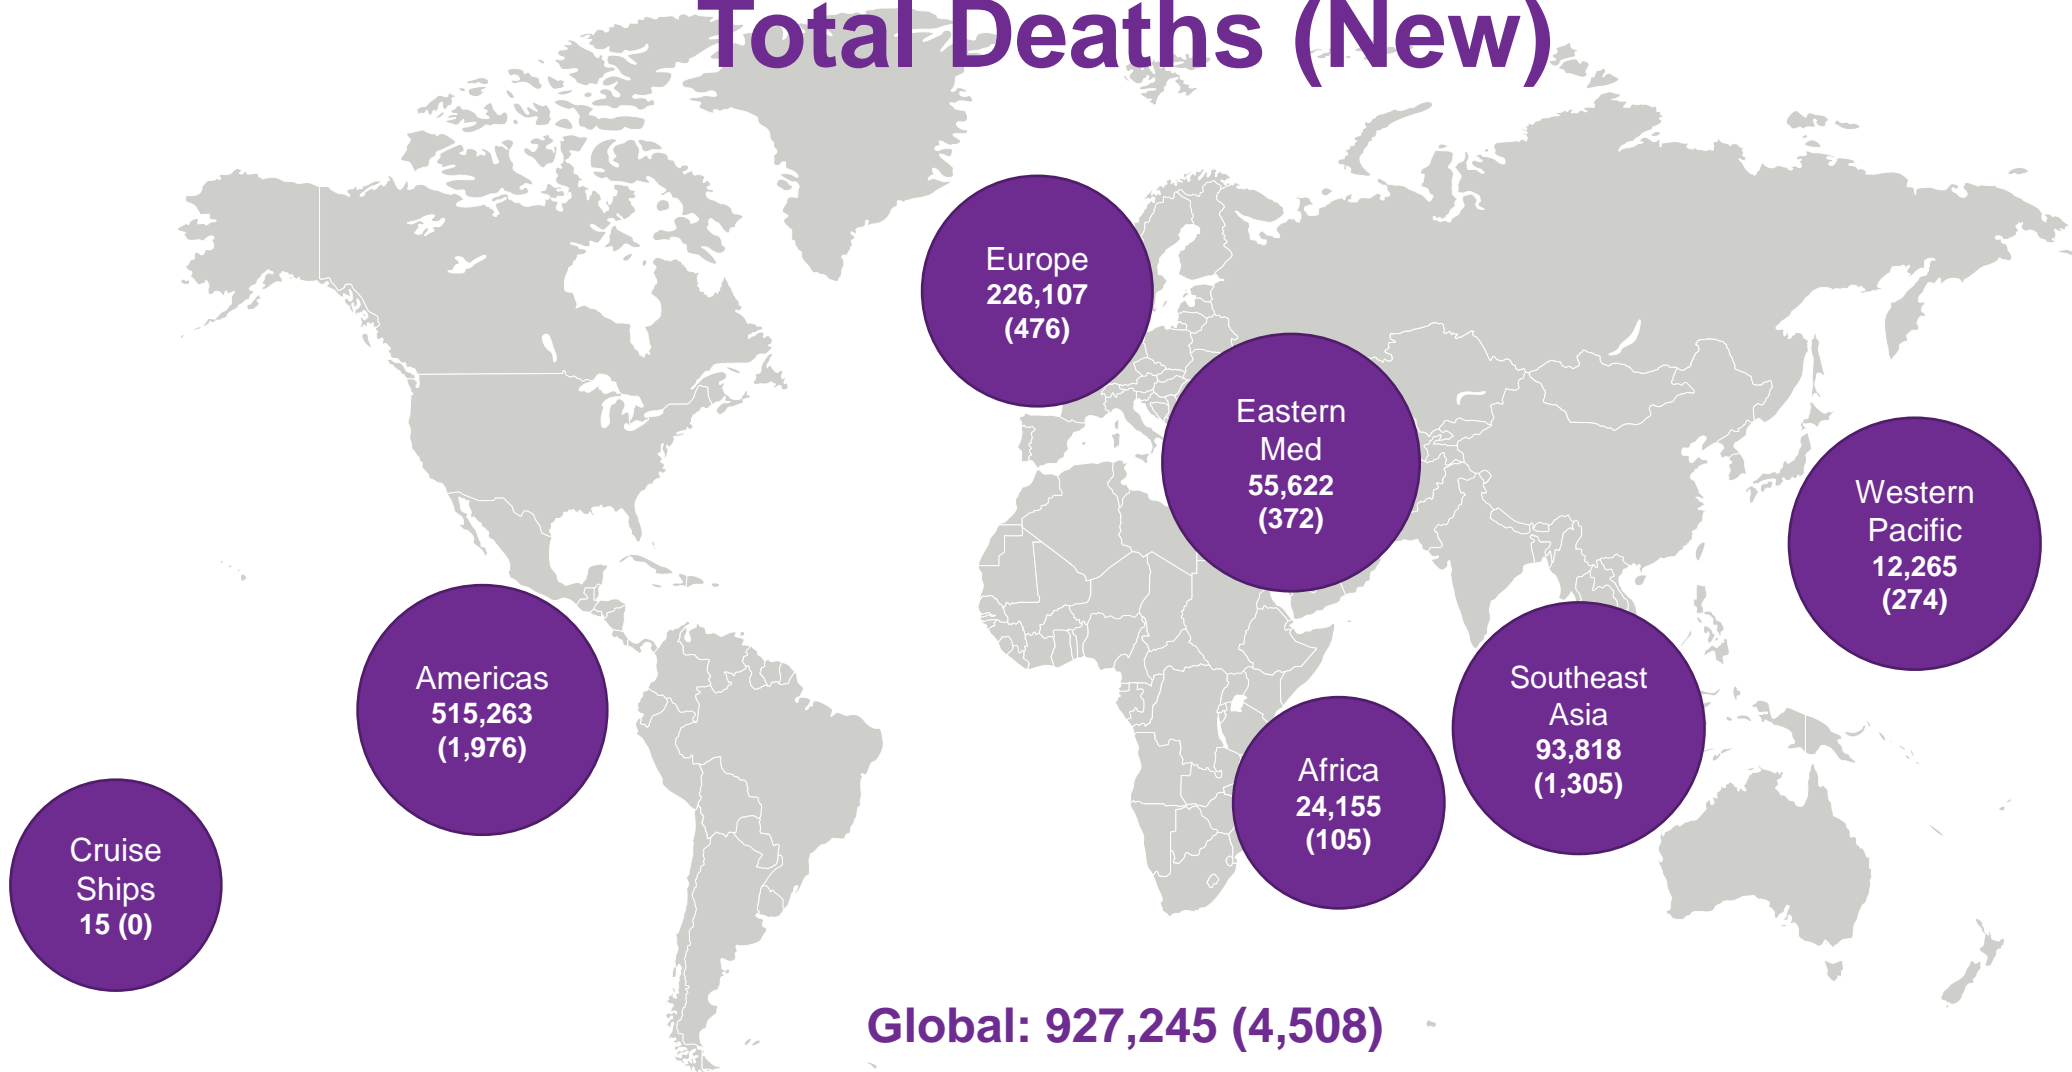 Total Deaths (New)
Europe
226,107
(476)
Eastern
Med
55,622
(372)
Western
Pacific
12,265
(274)
Americas
515,263
(1,976)
Southeast
Asia
93,818
(1,305)
Africa
24,155
(105)
Cruise
Ships
15 (0)
Global: 927,245 (4,508)